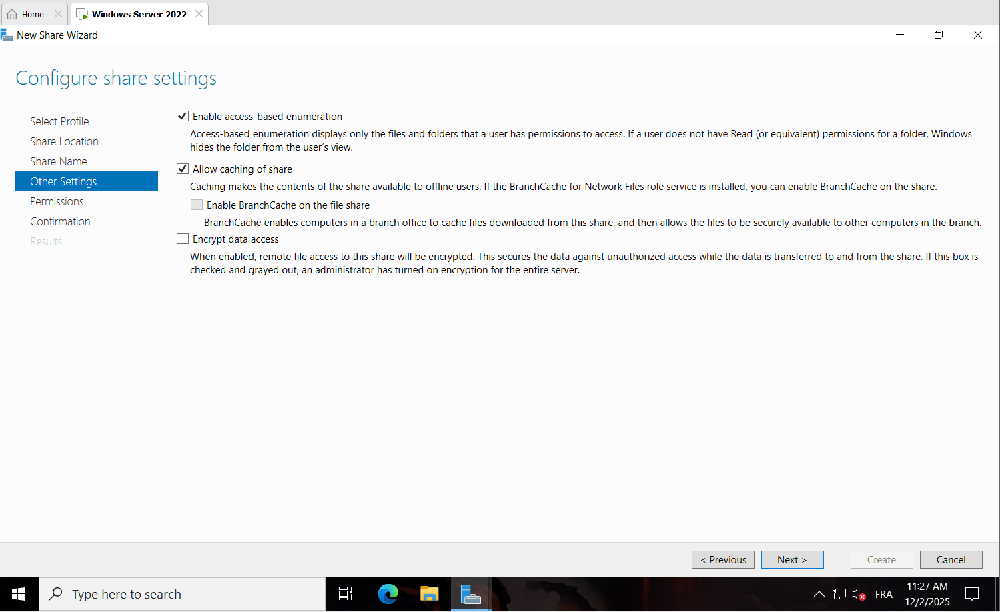 Home
Windows Server 2022
New Share Wizard
Configure share settings
Select Profile
Share Location
Share Name
Other Settings
Permissions
Confirmation
Results
Enable access-based enumeration
Access-based enumeration displays only the files and folders that a user has permissions to access. If a user does not have Read (or equivalent) permissions for a folder, Windows
hides the folder from the user's view.
Allow caching of share
Caching makes the contents of the share available to offline users. If the BranchCache for Network Files role service is installed, you can enable BranchCache on the share.
Enable BranchCache on the file share
BranchCache enables computers in a branch office to cache files downloaded from this share, and then allows the files to be securely available to other computers in the branch.
Encrypt data access
When enabled, remote file access to this share will be encrypted. This secures the data against unauthorized access while the data is transferred to and from the share. If this box is
checked and grayed out, an administrator has turned on encryption for the entire server.
< Previous
Next >
Create
Cancel
Type here to search
FRA
11:27 AM
12/2/2025